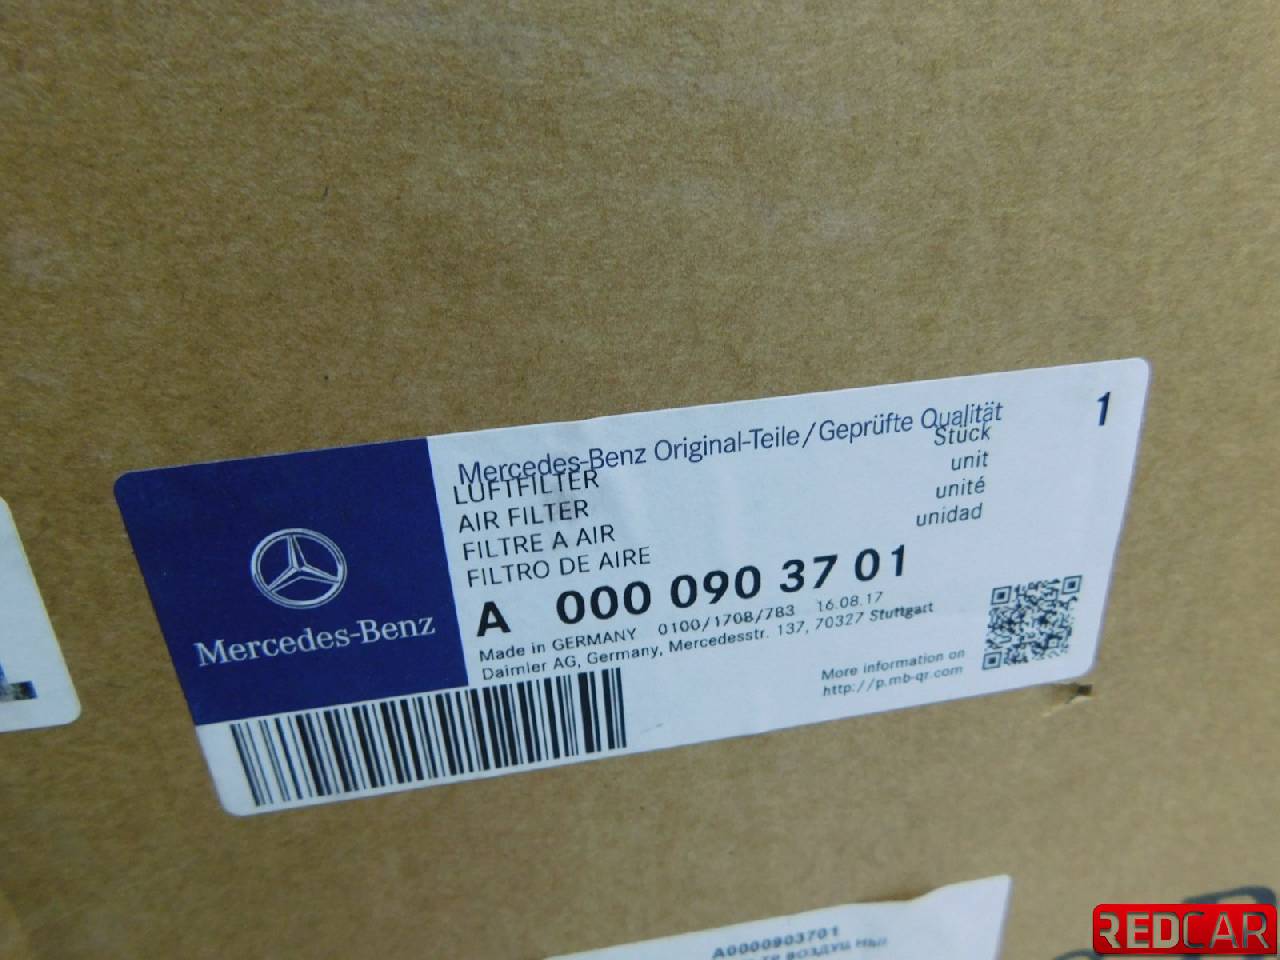 Mercedes-Benz Original-Teile/Geprüfte Qualität
1
LUFTFILTER
Stück
AIR FILTER
unit
FILTRE A AIR
unité
FILTRO DE AIRE
unidad
A 000 090 37 01
Made in GERMANY 0100/1708/783 16.08.17
Daimler AG, Germany, Mercedesstr. 137, 70327 Stuttgart
More information on
http://p.mb-qr.com
Mercedes-Benz
A0000903701
ВОЗДУШ
REDCAR